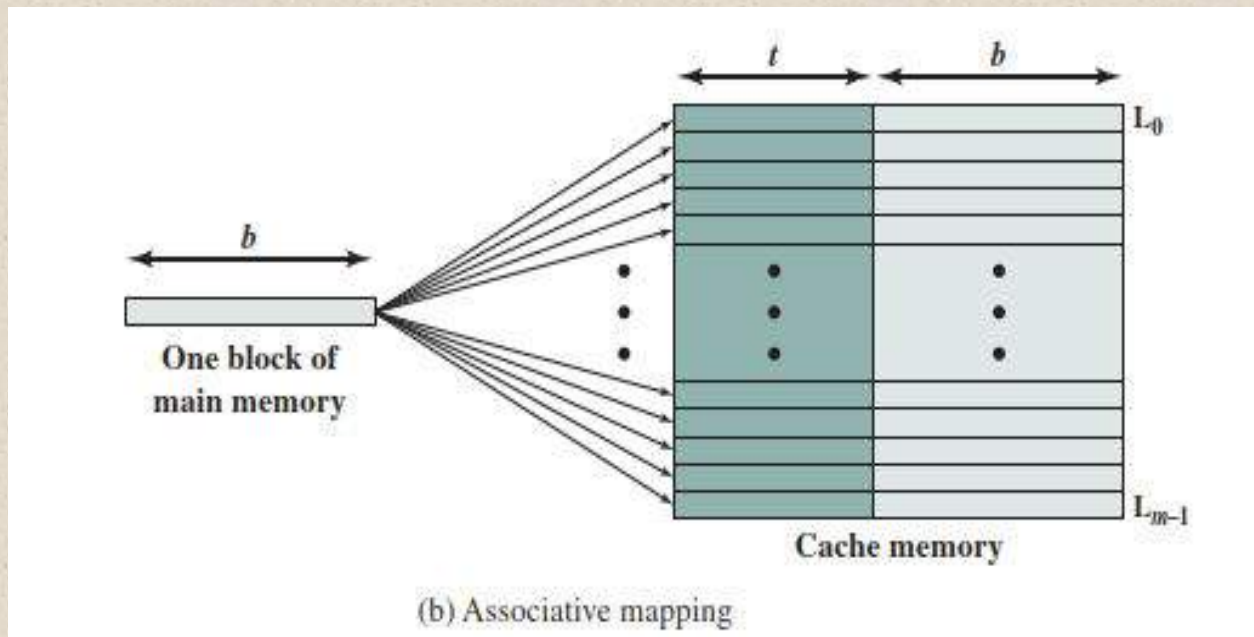 t
b
L0
b
One block of
main memory
Lm–1
Cache memory
(b) Associative mapping